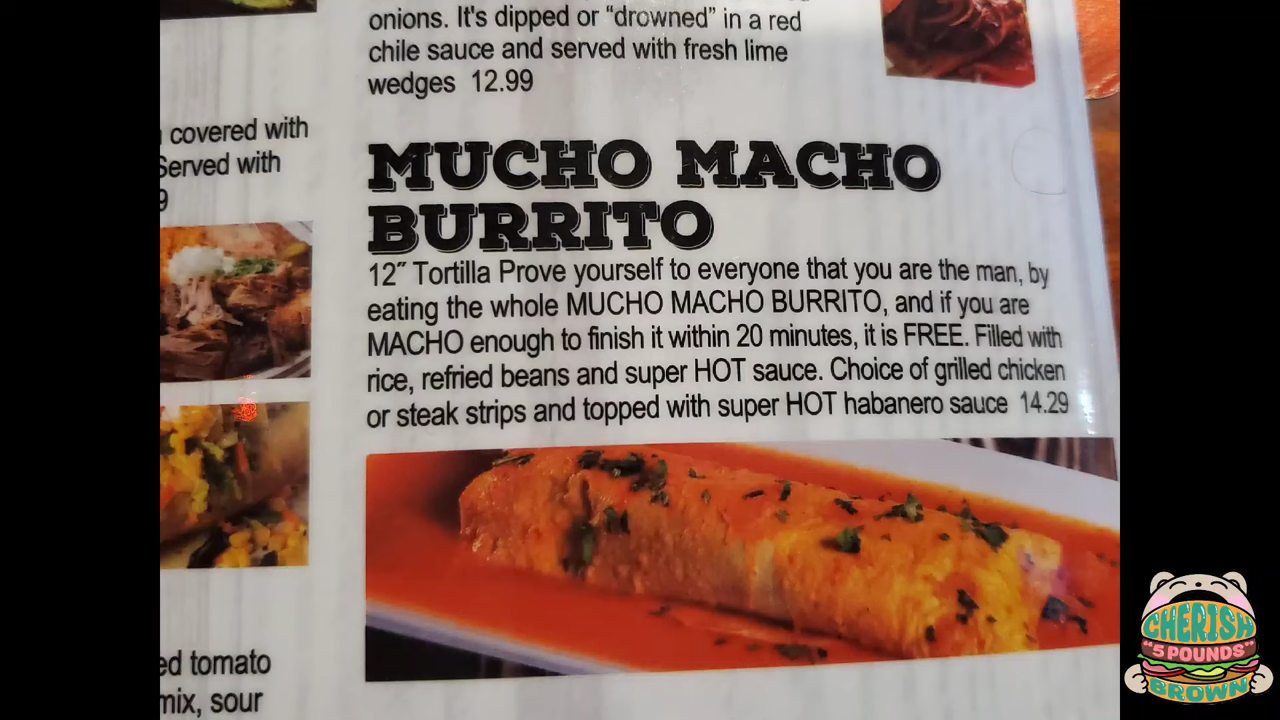 onions. It's dipped or “drowned” in a red
chile sauce and served with fresh lime
wedges 12.99
covered with
Served with
9
MUCHO MACHO
BURRITO
12″ Tortilla Prove yourself to everyone that you are the man, by
eating the whole MUCHO MACHO BURRITO, and if you are
MACHO enough to finish it within 20 minutes, it is FREE. Filled with
rice, refried beans and super HOT sauce. Choice of grilled chicken
or steak strips and topped with super HOT habanero sauce 14.29
ed tomato
mix, sour
CHERISH
"5 POUNDS"
BROWN